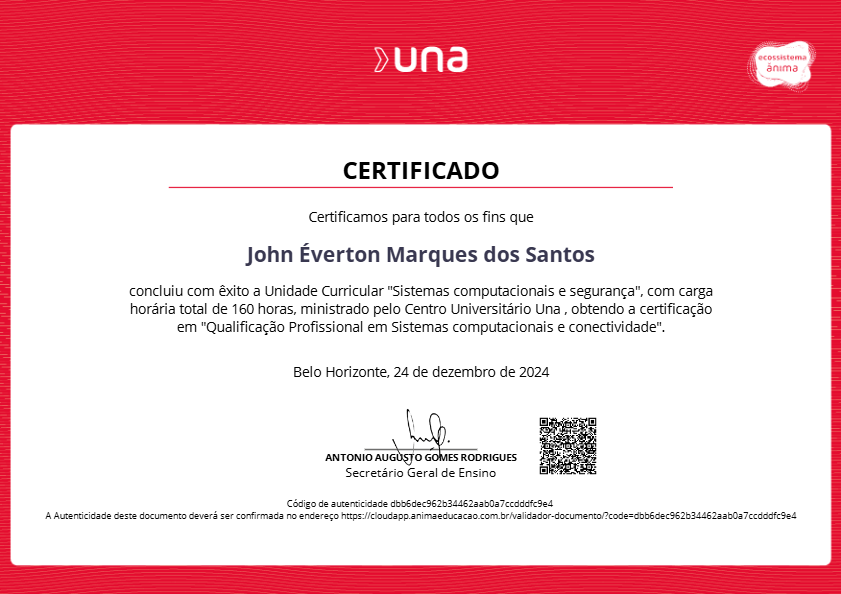 una
ecossistema
ânima
CERTIFICADO
Certificamos para todos os fins que
John Éverton Marques dos Santos
concluiu com êxito a Unidade Curricular "Sistemas computacionais e segurança", com carga
horária total de 160 horas, ministrado pelo Centro Universitário Una , obtendo a certificação
em "Qualificação Profissional em Sistemas computacionais e conectividade".
Belo Horizonte, 24 de dezembro de 2024
ANTONIO AUGUSTO GOMES RODRIGUES
Secretário Geral de Ensino
Código de autenticidade dbb6dec962b34462aab0a7ccdddfc9e4
A Autenticidade deste documento deverá ser confirmada no endereço https://cloudapp.animaeducacao.com.br/validador-documento/?code=dbb6dec962b34462aab0a7ccdddfc9e4